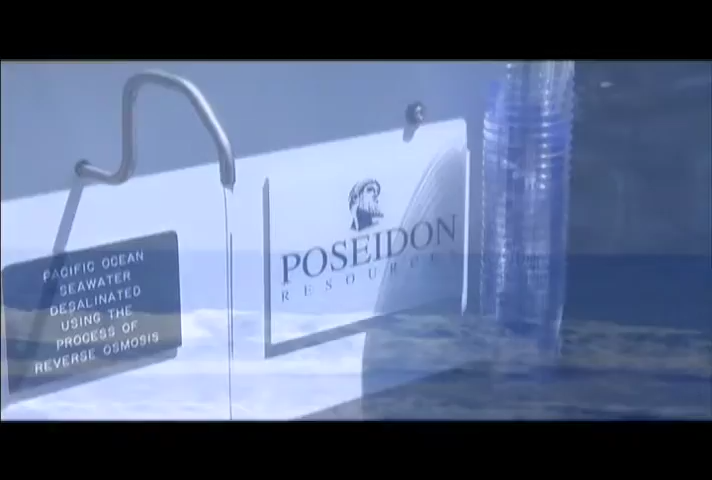 PACIFIC OCEAN
SEAWATER
DESALINATED
USING THE
PROCESS OF
REVERSE OSMOSIS
POSEIDON
RESOURCES